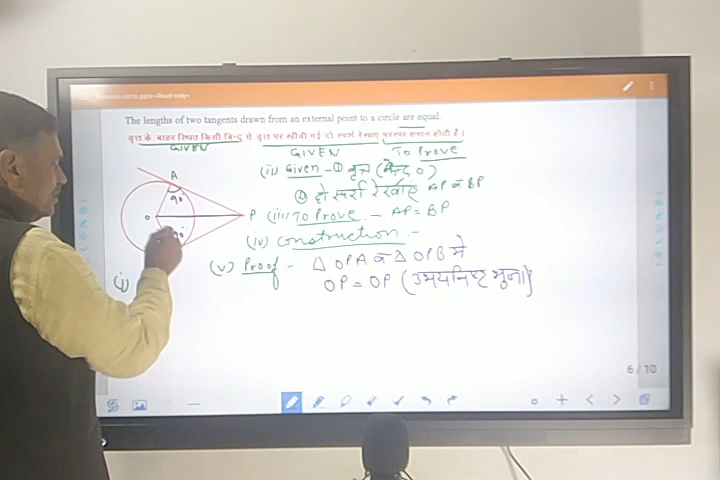 The lengths of two tangents drawn from an external point to a circle are equal.
वृत्त के बाहर स्थित किसी बिन्दु से वृत्त पर खींची गई दो स्पर्श रेखाएं परस्पर समान होती है।
GIVEN GIVEN TO Prove
(ii) Given - ① वृत्त (केन्द्र O)
② दो स्पर्श रेखाएं AP व BP
(iii) TO Prove - AP = BP
(iv) construction :-
(v) Proof :- Δ OPA व Δ OPB में
OP = OP (उभयनिष्ट भुजा)
A
90°
O
P
90°
(i)
6 / 10